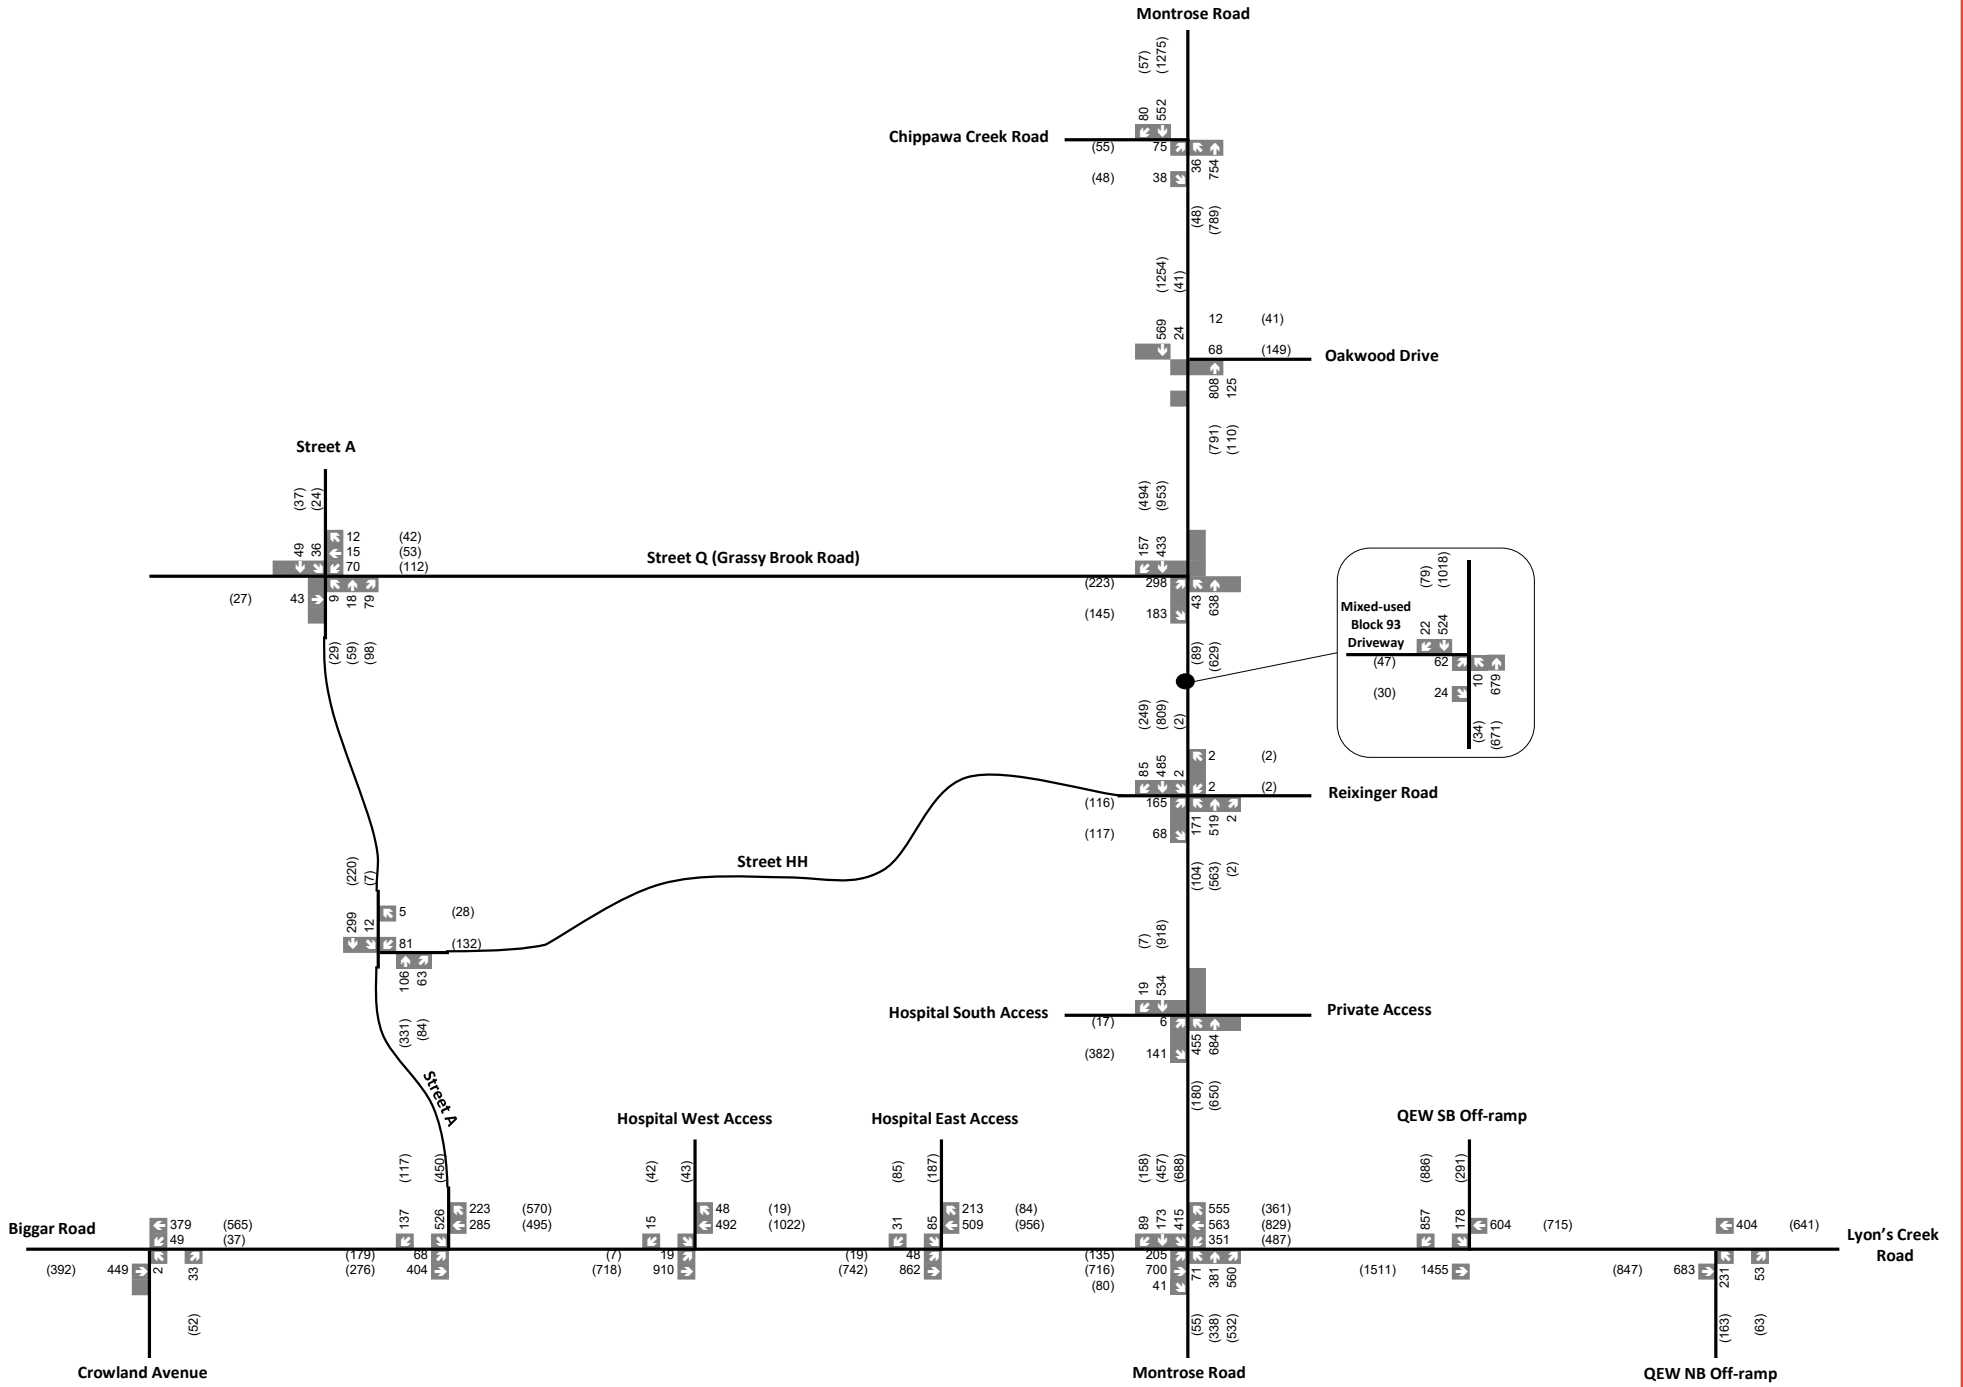 Montrose Road
(57) (1275)
80 552
Chippawa Creek Road
(55) 75
(48) 38
36 754
(48) (789)
(1254) (41)
569 24
12 (41)
68 (149)
Oakwood Drive
808 125
(791) (110)
Street A
(37) (24)
49 36
12 (42)
15 (53)
70 (112)
(27) 43
9 18 79
(29) (59) (98)
Street Q (Grassy Brook Road)
(494) (953)
157 433
(223) 298
(145) 183
43 638
(89) (629)
(79) (1018)
Mixed-used
Block 93
Driveway
22 524
(47) 62
(30) 24
10 679
(34) (671)
(249) (809) (2)
85 485 2
2 (2)
2 (2)
Reixinger Road
(116) 165
(117) 68
171 519 2
(104) (563) (2)
Street HH
(220) (7)
299 12
5 (28)
81 (132)
106 63
(331) (84)
Street A
(7) (918)
19 534
Hospital South Access
Private Access
(17) 6
(382) 141
455 684
(180) (650)
Biggar Road
379 (565)
49 (37)
(392) 449
2 33
(52)
Crowland Avenue
(117) (450)
137 526
223 (570)
285 (495)
(179) 68
(276) 404
Hospital West Access
(42) (43)
15
48 (19)
492 (1022)
(7) 19
(718) 910
Hospital East Access
(85) (187)
31 85
213 (84)
509 (956)
(19) 48
(742) 862
(158) (457) (688)
89 173 415
555 (361)
563 (829)
351 (487)
(135) 205
(716) 700
(80) 41
71 381 560
(55) (338) (532)
Montrose Road
QEW SB Off-ramp
(886) (291)
857 178
604 (715)
(1511) 1455
404 (641)
Lyon's Creek
Road
(847) 683
231 53
(163) (63)
QEW NB Off-ramp